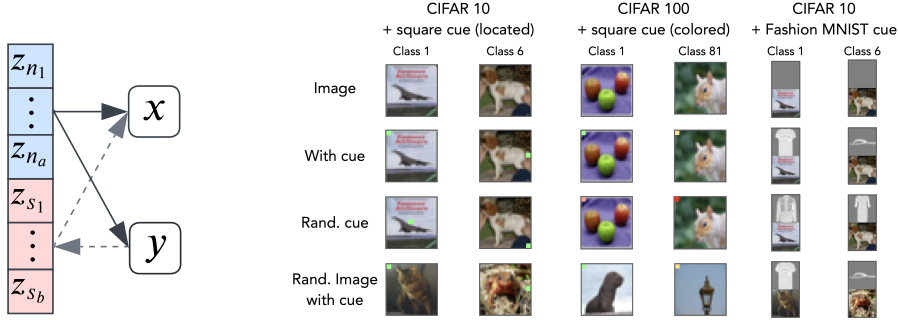 z_{n_1}
⋮
z_{n_a}
z_{s_1}
⋮
z_{s_b}
x
y
CIFAR 10
+ square cue (located)
CIFAR 100
+ square cue (colored)
CIFAR 10
+ Fashion MNIST cue
Class 1
Class 6
Class 1
Class 81
Class 1
Class 6
Image
With cue
Rand. cue
Rand. Image
with cue